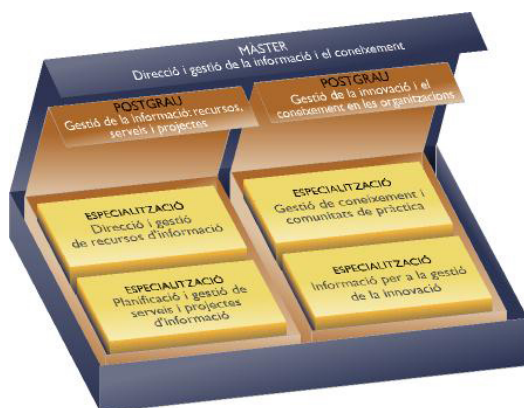 MASTER
Direcció i gestió de la informació i el coneixement
POSTGRAU
Gestió de la informació: recursos,
serveis i projectes
POSTGRAU
Gestió de la innovació i el
coneixement en les organitzacions
ESPECIALITZACIÓ
Direcció i gestió
de recursos d'informació
ESPECIALITZACIÓ
Gestió de coneixement i
comunitats de pràctica
ESPECIALITZACIÓ
Planificació i gestió de
serveis i projectes
d'informació
ESPECIALITZACIÓ
Informació per a la gestió
de la innovació